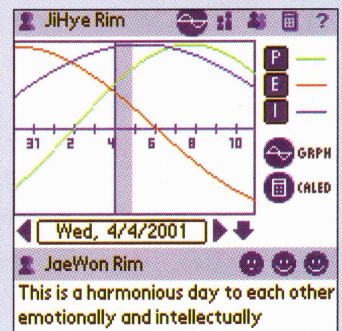 JiHye Rim ?
P
E
I
31 2 4 6 8 10
GRPH
CALED
Wed, 4/4/2001
JaeWon Rim
This is a harmonious day to each other
emotionally and intellectually